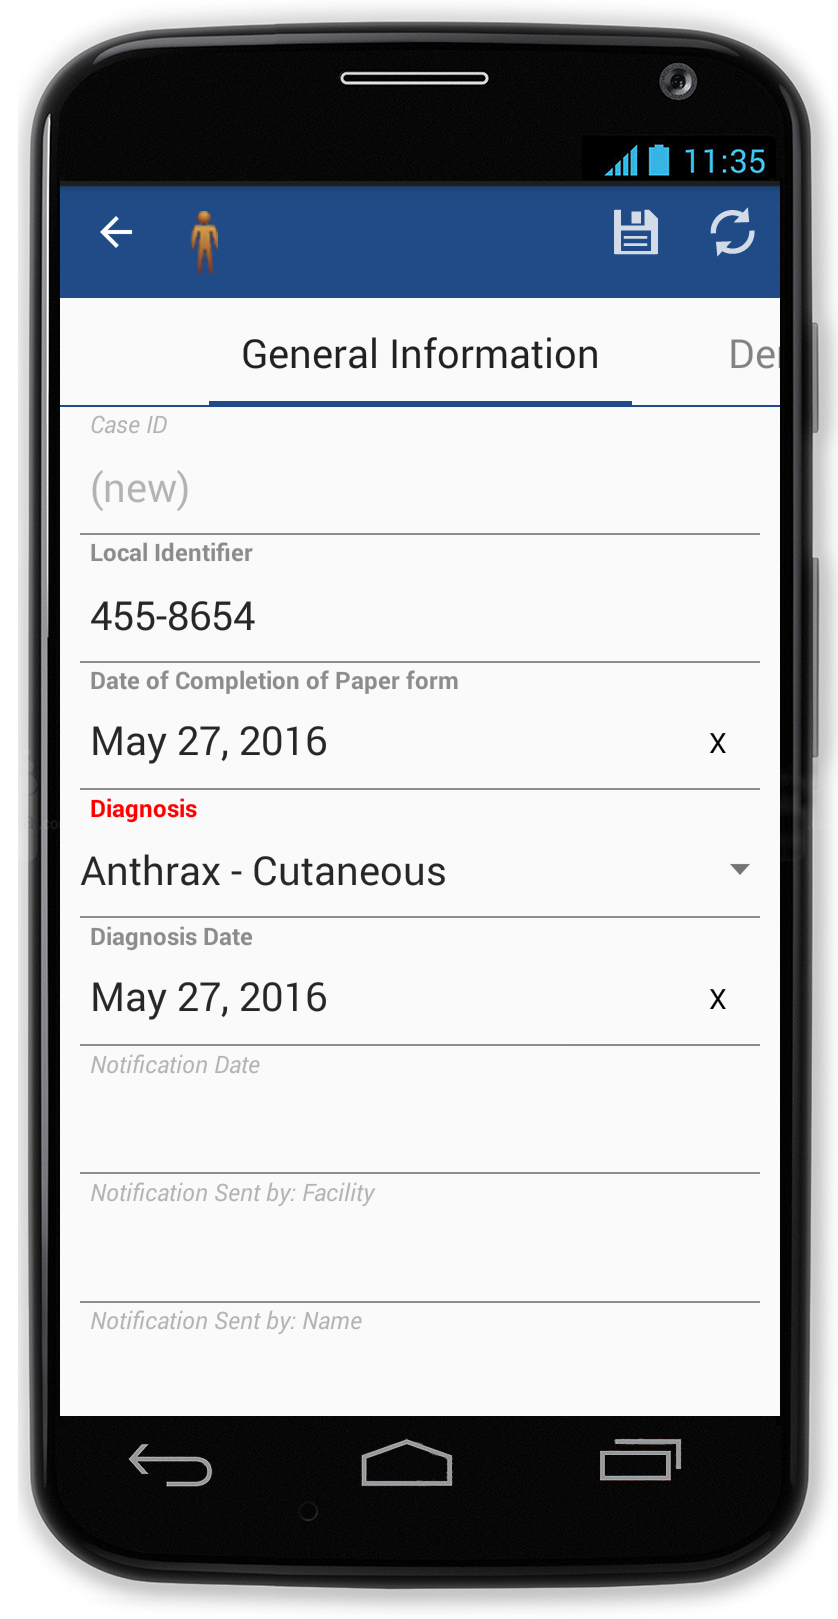 11:35
General Information De
Case ID
(new)
Local Identifier
455-8654
Date of Completion of Paper form
May 27, 2016 X
Diagnosis
Anthrax - Cutaneous
Diagnosis Date
May 27, 2016 X
Notification Date
Notification Sent by: Facility
Notification Sent by: Name